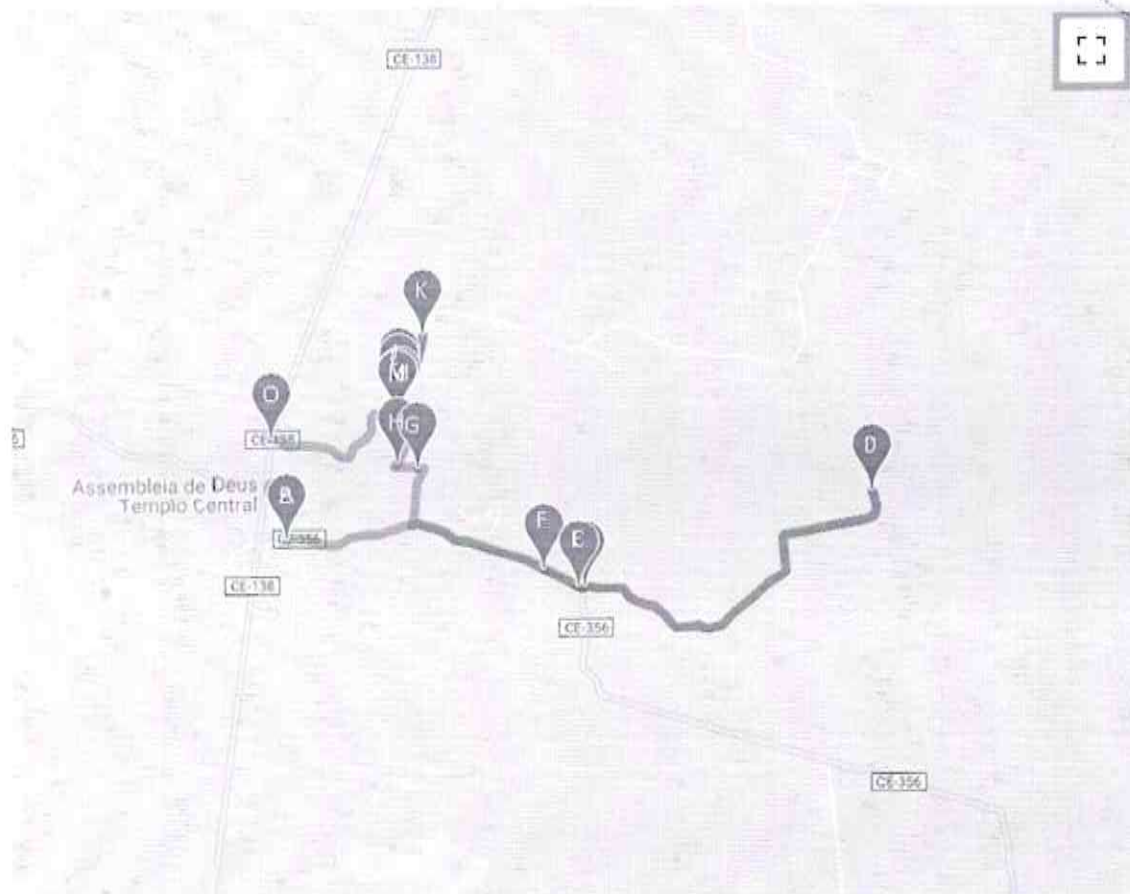 CE-138
K
O
H
G
D
Assembleia de Deus
Templo Central
F
E
CE-138
CE-356
CE-356